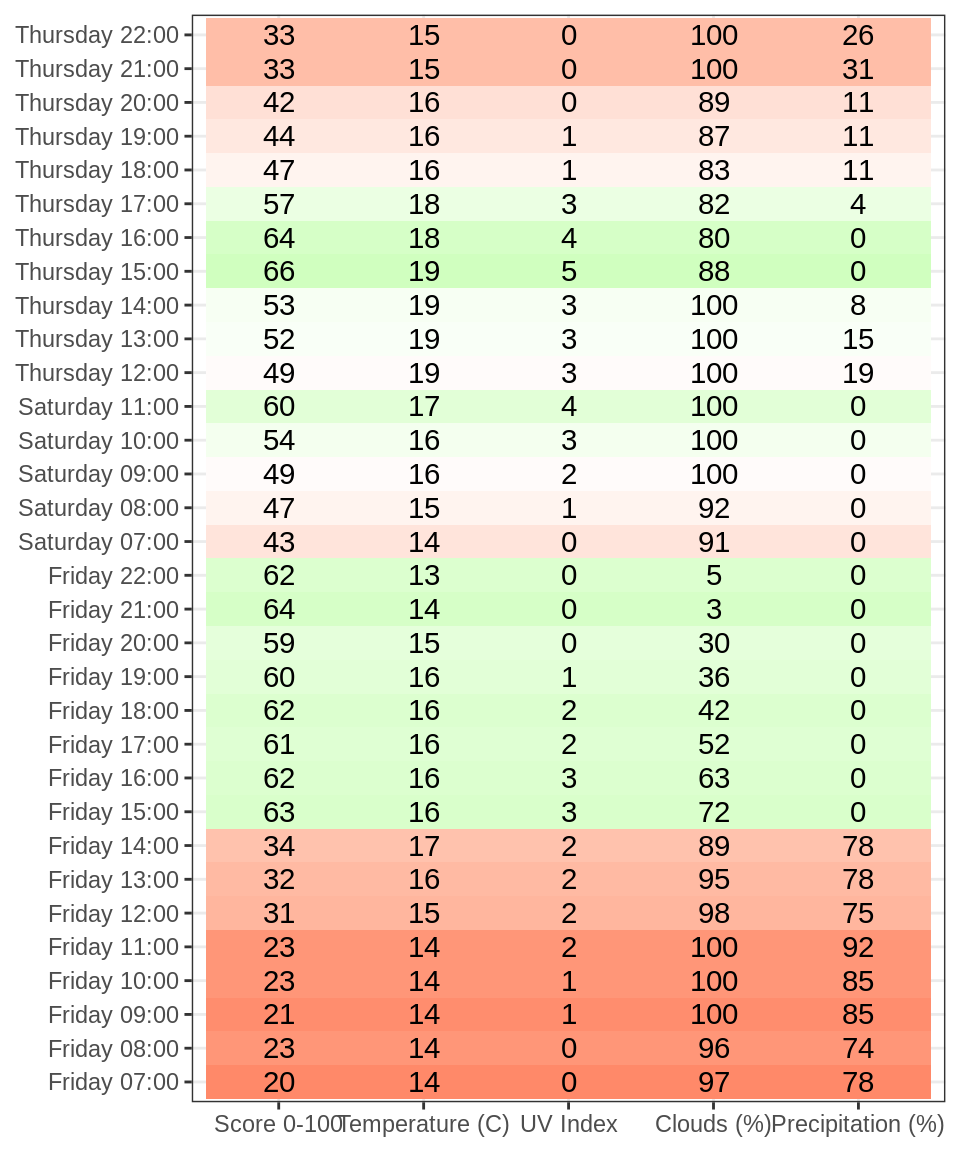 Thursday 22:00 33 15 0 100 26
Thursday 21:00 33 15 0 100 31
Thursday 20:00 42 16 0 89 11
Thursday 19:00 44 16 1 87 11
Thursday 18:00 47 16 1 83 11
Thursday 17:00 57 18 3 82 4
Thursday 16:00 64 18 4 80 0
Thursday 15:00 66 19 5 88 0
Thursday 14:00 53 19 3 100 8
Thursday 13:00 52 19 3 100 15
Thursday 12:00 49 19 3 100 19
Saturday 11:00 60 17 4 100 0
Saturday 10:00 54 16 3 100 0
Saturday 09:00 49 16 2 100 0
Saturday 08:00 47 15 1 92 0
Saturday 07:00 43 14 0 91 0
Friday 22:00 62 13 0 5 0
Friday 21:00 64 14 0 3 0
Friday 20:00 59 15 0 30 0
Friday 19:00 60 16 1 36 0
Friday 18:00 62 16 2 42 0
Friday 17:00 61 16 2 52 0
Friday 16:00 62 16 3 63 0
Friday 15:00 63 16 3 72 0
Friday 14:00 34 17 2 89 78
Friday 13:00 32 16 2 95 78
Friday 12:00 31 15 2 98 75
Friday 11:00 23 14 2 100 92
Friday 10:00 23 14 1 100 85
Friday 09:00 21 14 1 100 85
Friday 08:00 23 14 0 96 74
Friday 07:00 20 14 0 97 78
Score 0-100 Temperature (C) UV Index Clouds (%) Precipitation (%)